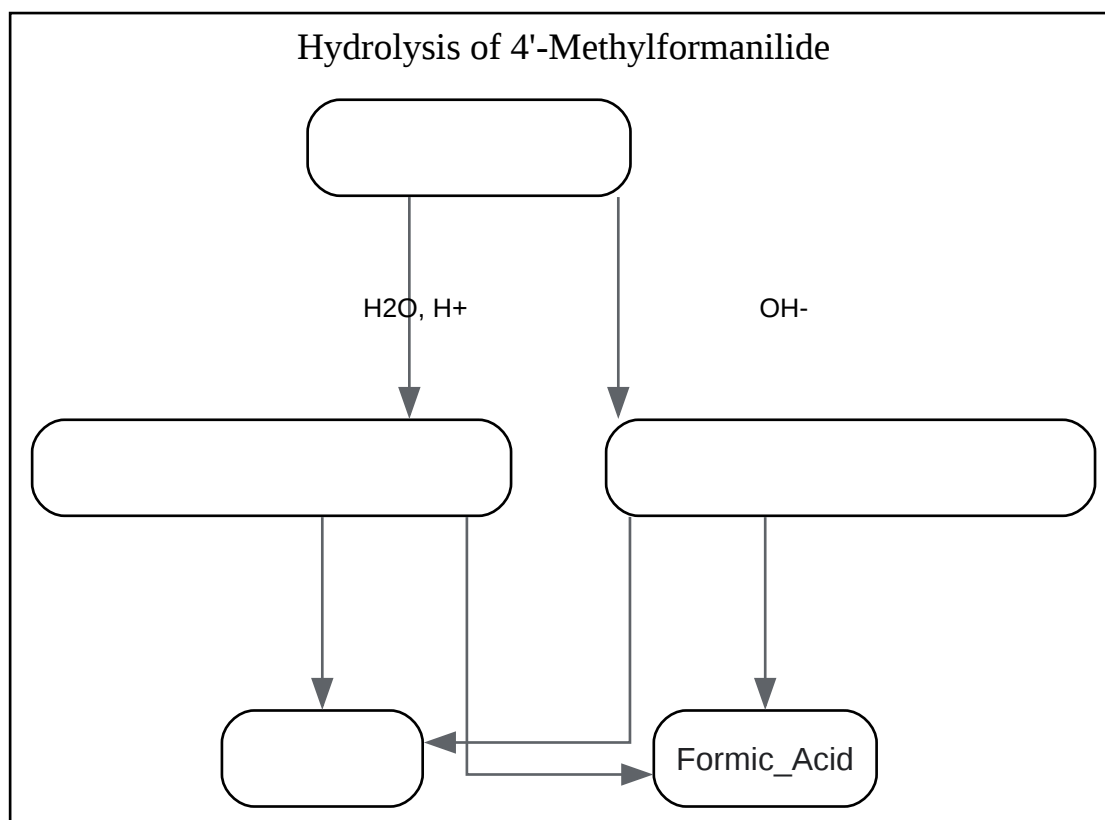 Hydrolysis of 4'-Methylformanilide
H2O, H+
OH-
Formic_Acid